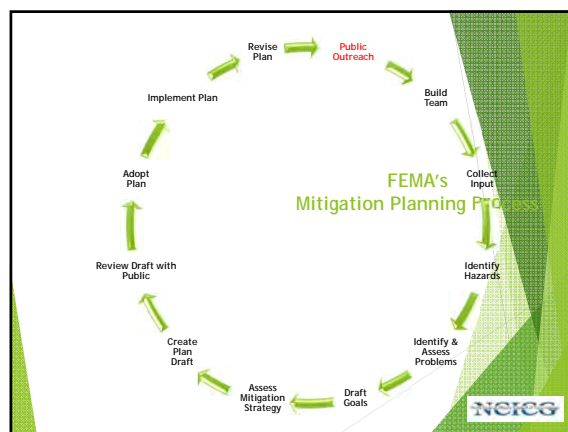 Revise
Plan
Public
Outreach
Build
Team
Collect
Input
Identify
Hazards
Identify &
Assess
Problems
Draft
Goals
Assess
Mitigation
Strategy
Create
Plan
Draft
Review Draft with
Public
Adopt
Plan
Implement Plan
FEMA's
Mitigation Planning Process
NCICG